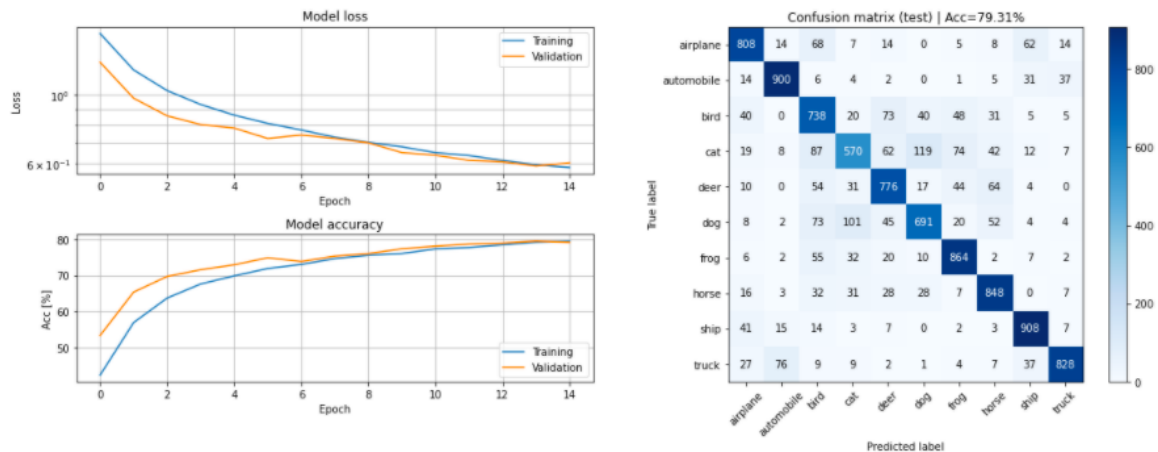 Model loss
Training
Validation
Loss
10⁰
6 × 10⁻¹
0 2 4 6 8 10 12 14
Epoch
Model accuracy
Acc [%]
80
70
60
50
Training
Validation
0 2 4 6 8 10 12 14
Epoch
Confusion matrix (test) | Acc=79.31%
True label
airplane 808 14 68 7 14 0 5 8 62 14
automobile 14 900 6 4 2 0 1 5 31 37
bird 40 0 738 20 73 40 48 31 5 5
cat 19 8 87 570 62 119 74 42 12 7
deer 10 0 54 31 776 17 44 64 4 0
dog 8 2 73 101 45 691 20 52 4 4
frog 6 2 55 32 20 10 864 2 7 2
horse 16 3 32 31 28 28 7 848 0 7
ship 41 15 14 3 7 0 2 3 908 7
truck 27 76 9 9 2 1 4 7 37 828
airplane automobile bird cat deer dog frog horse ship truck
Predicted label
800
600
400
200
0